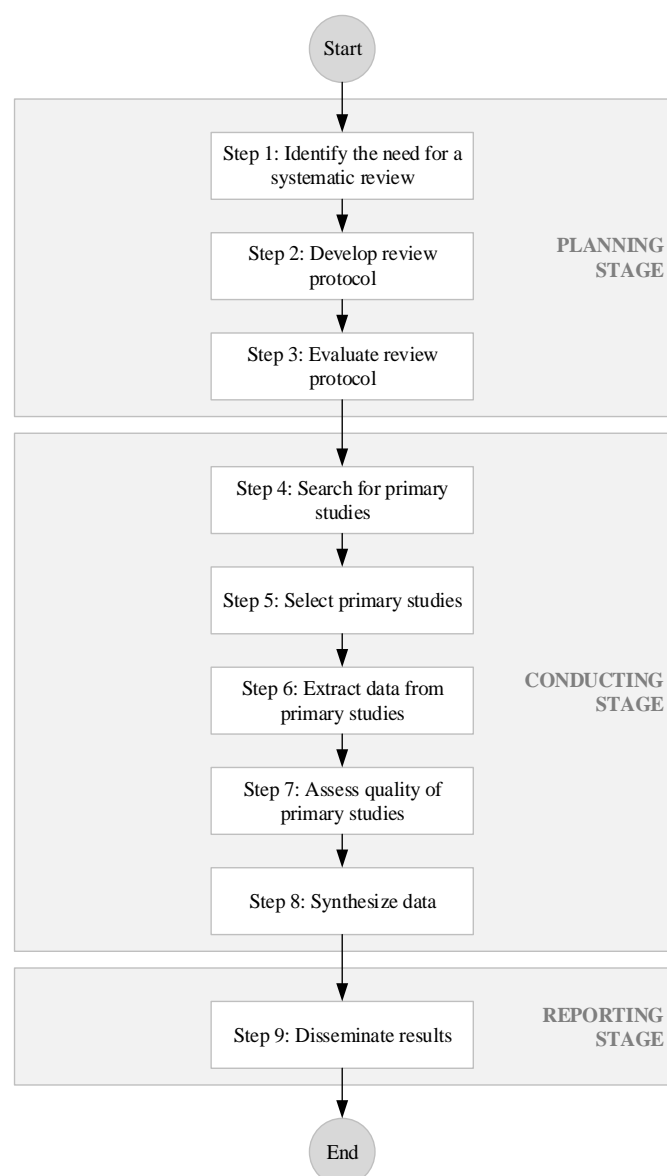 Start
Step 1: Identify the need for a
systematic review
Step 2: Develop review
protocol
PLANNING
STAGE
Step 3: Evaluate review
protocol
Step 4: Search for primary
studies
Step 5: Select primary studies
Step 6: Extract data from
primary studies
CONDUCTING
STAGE
Step 7: Assess quality of
primary studies
Step 8: Synthesize data
Step 9: Disseminate results
REPORTING
STAGE
End